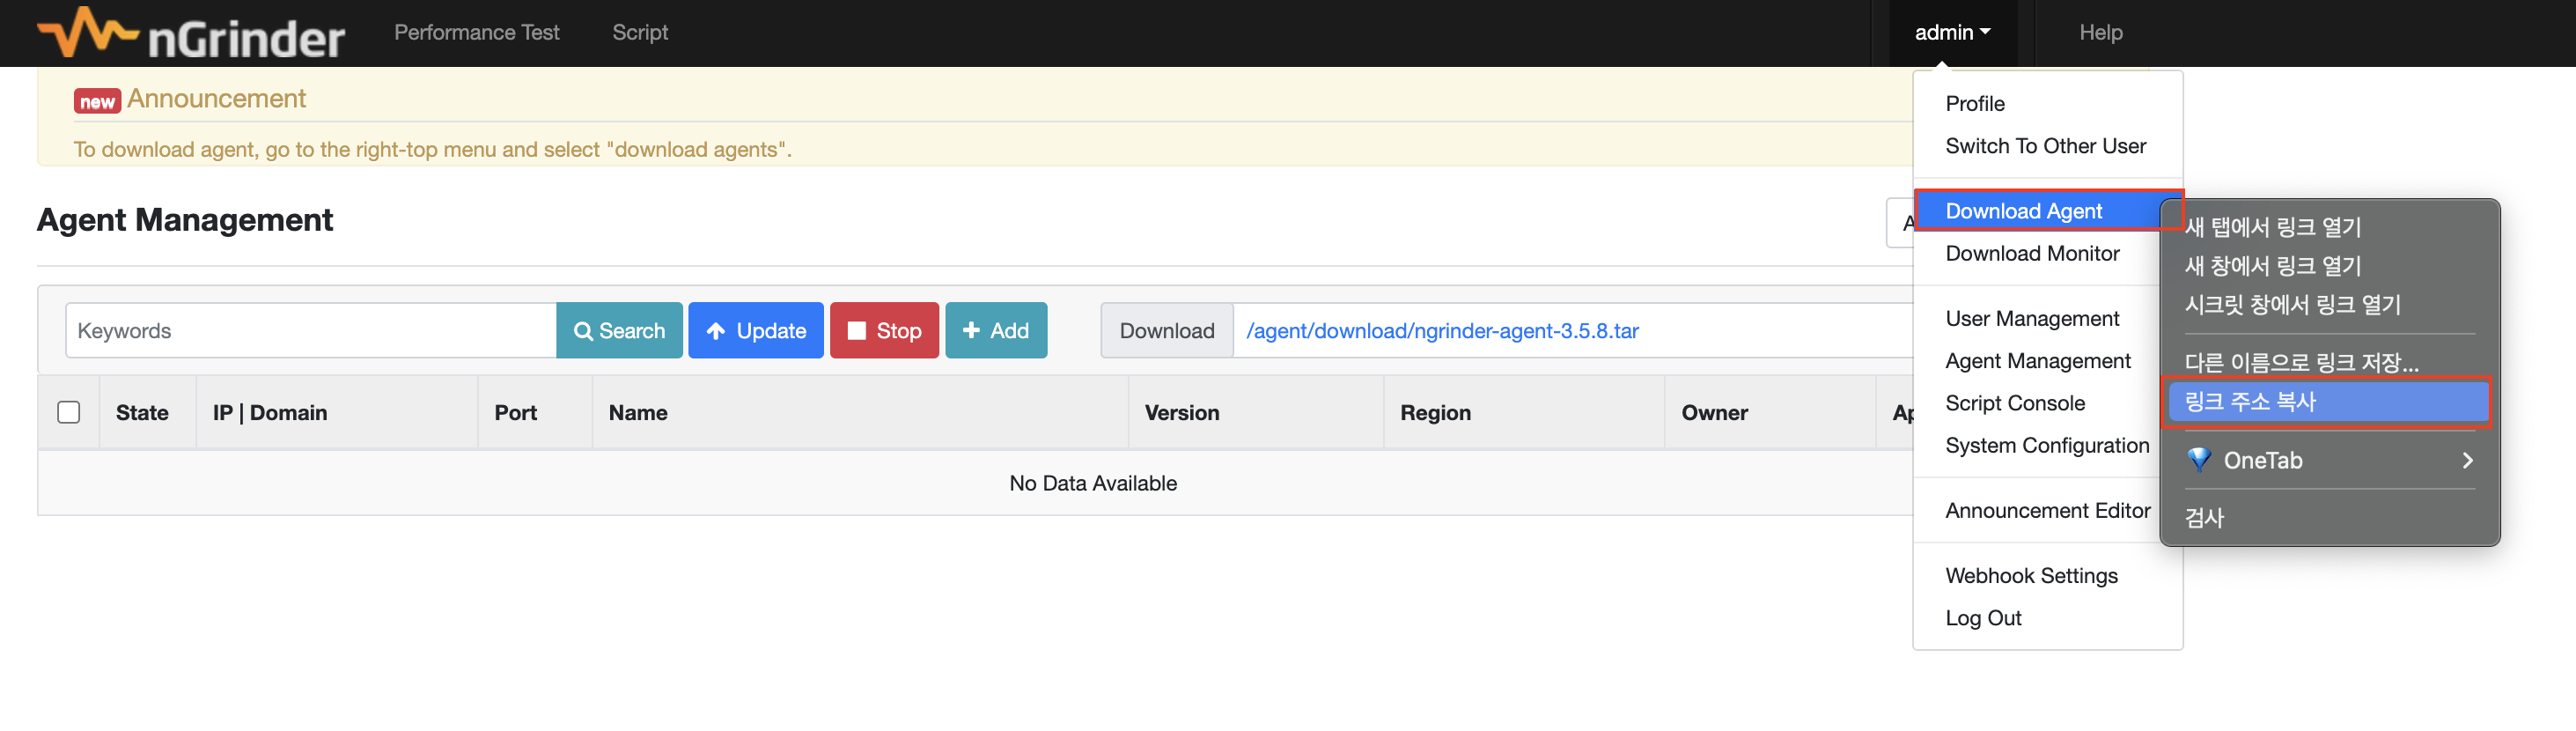 nGrinder Performance Test Script admin Help
new Announcement
To download agent, go to the right-top menu and select "download agents".
Agent Management
Keywords Search Update Stop Add Download /agent/download/ngrinder-agent-3.5.8.tar
State IP | Domain Port Name Version Region Owner
No Data Available
Profile
Switch To Other User
Download Agent
Download Monitor
User Management
Agent Management
Script Console
System Configuration
Announcement Editor
Webhook Settings
Log Out
새 탭에서 링크 열기
새 창에서 링크 열기
시크릿 창에서 링크 열기
다른 이름으로 링크 저장...
링크 주소 복사
OneTab
검사